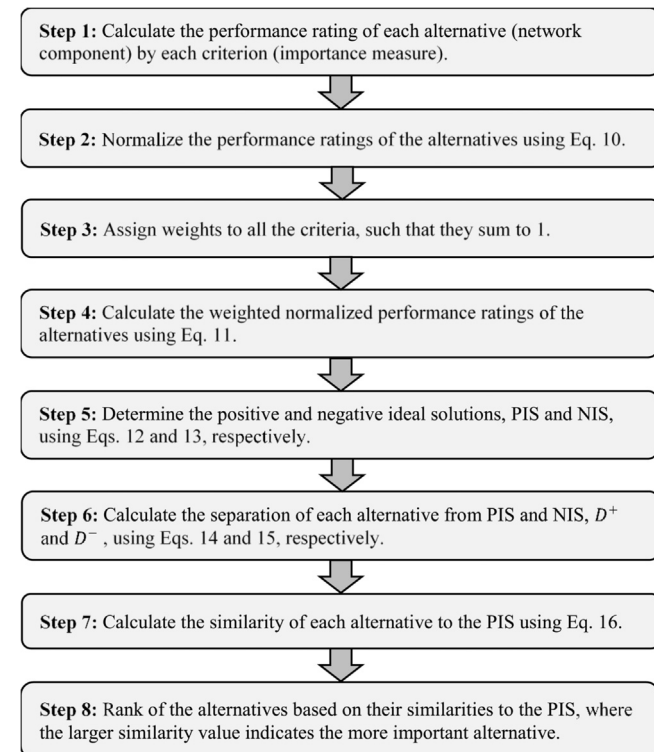 Step 1: Calculate the performance rating of each alternative (network
component) by each criterion (importance measure).
Step 2: Normalize the performance ratings of the alternatives using Eq. 10.
Step 3: Assign weights to all the criteria, such that they sum to 1.
Step 4: Calculate the weighted normalized performance ratings of the
alternatives using Eq. 11.
Step 5: Determine the positive and negative ideal solutions, PIS and NIS,
using Eqs. 12 and 13, respectively.
Step 6: Calculate the separation of each alternative from PIS and NIS, D⁺
and D⁻ , using Eqs. 14 and 15, respectively.
Step 7: Calculate the similarity of each alternative to the PIS using Eq. 16.
Step 8: Rank of the alternatives based on their similarities to the PIS, where
the larger similarity value indicates the more important alternative.